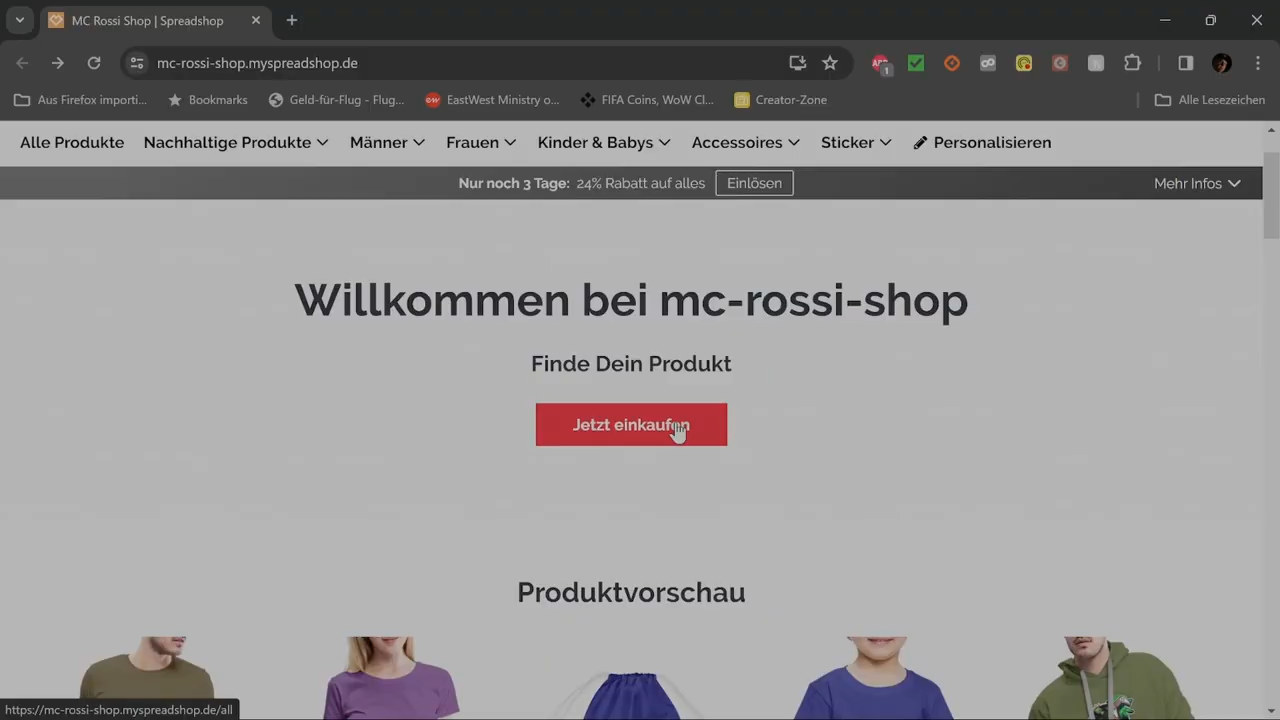 MC Rossi Shop | Spreadshop
mc-rossi-shop.myspreadshop.de
1
Aus Firefox importi...
Bookmarks
Geld-für-Flug - Flug...
EastWest Ministry o...
FIFA Coins, WoW Cl...
Creator-Zone
Alle Lesezeichen
Alle Produkte
Nachhaltige Produkte
Männer
Frauen
Kinder & Babys
Accessoires
Sticker
Personalisieren
Nur noch 3 Tage: 24% Rabatt auf alles
Einlösen
Mehr Infos
Willkommen bei mc-rossi-shop
Finde Dein Produkt
Jetzt einkaufen
Produktvorschau
https://mc-rossi-shop.myspreadshop.de/all